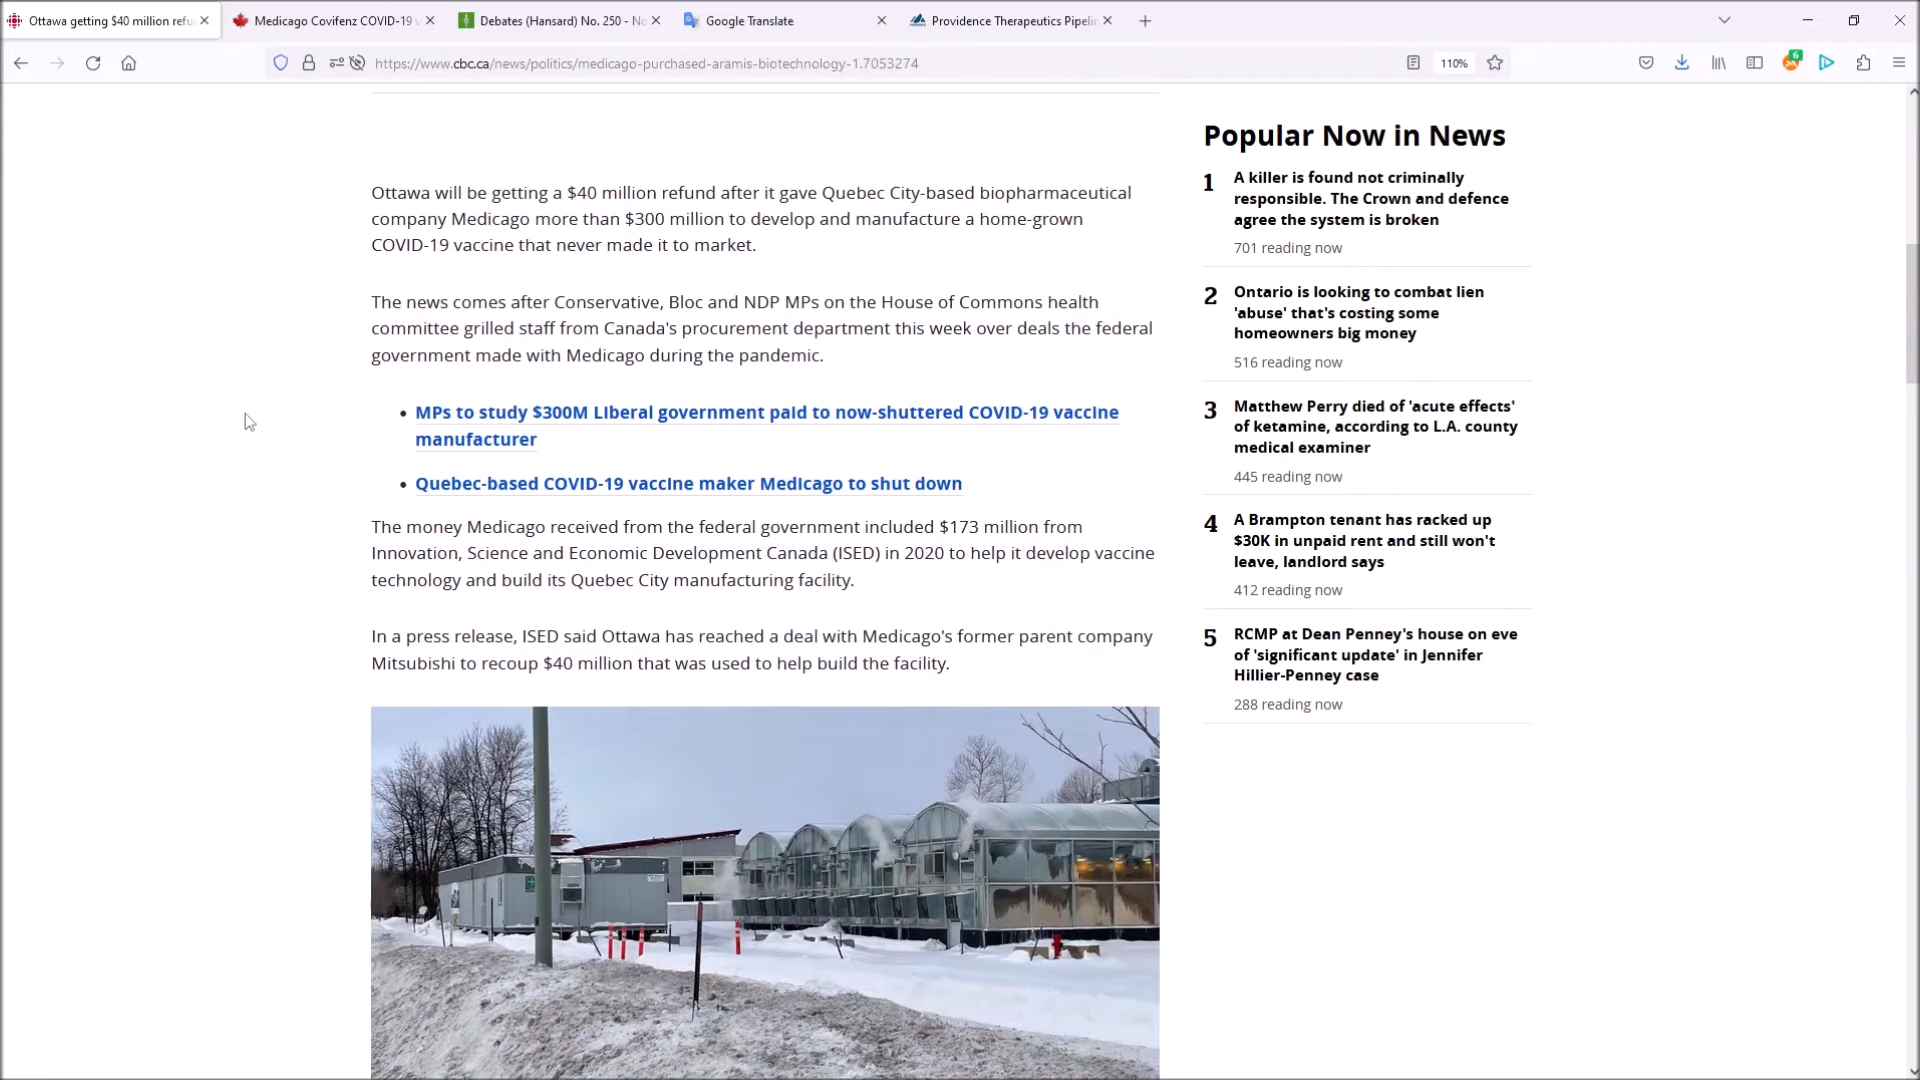 Ottawa getting $40 million refu
Medicago Covifenz COVID-19 v
Debates (Hansard) No. 250 - No
Google Translate
Providence Therapeutics Pipelin
https://www.cbc.ca/news/politics/medicago-purchased-aramis-biotechnology-1.7053274
110%
6
Ottawa will be getting a $40 million refund after it gave Quebec City-based biopharmaceutical
company Medicago more than $300 million to develop and manufacture a home-grown
COVID-19 vaccine that never made it to market.
The news comes after Conservative, Bloc and NDP MPs on the House of Commons health
committee grilled staff from Canada's procurement department this week over deals the federal
government made with Medicago during the pandemic.
• MPs to study $300M Liberal government paid to now-shuttered COVID-19 vaccine
manufacturer
• Quebec-based COVID-19 vaccine maker Medicago to shut down
The money Medicago received from the federal government included $173 million from
Innovation, Science and Economic Development Canada (ISED) in 2020 to help it develop vaccine
technology and build its Quebec City manufacturing facility.
In a press release, ISED said Ottawa has reached a deal with Medicago's former parent company
Mitsubishi to recoup $40 million that was used to help build the facility.
Popular Now in News
1 A killer is found not criminally
responsible. The Crown and defence
agree the system is broken
701 reading now
2 Ontario is looking to combat lien
'abuse' that's costing some
homeowners big money
516 reading now
3 Matthew Perry died of 'acute effects'
of ketamine, according to L.A. county
medical examiner
445 reading now
4 A Brampton tenant has racked up
$30K in unpaid rent and still won't
leave, landlord says
412 reading now
5 RCMP at Dean Penney's house on eve
of 'significant update' in Jennifer
Hillier-Penney case
288 reading now